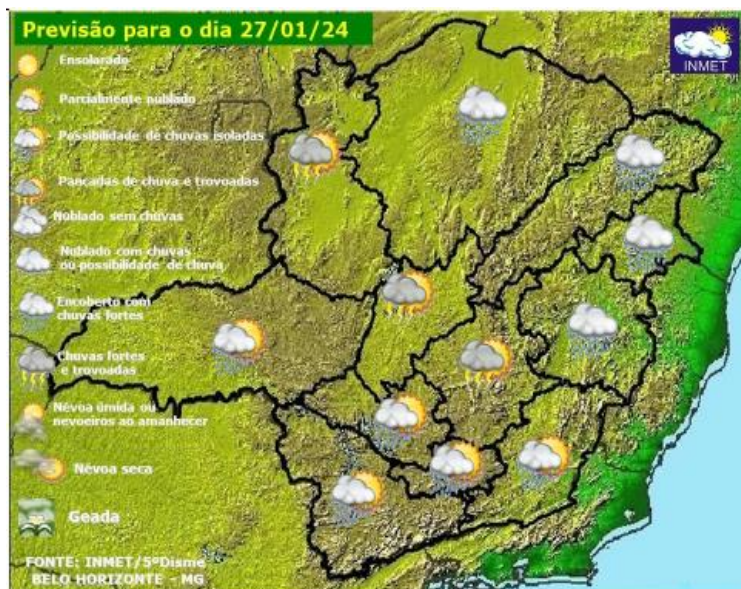 Previsão para o dia 27/01/24
INMET
Ensolarado
Parcialmente nublado
Possibilidade de chuvas isoladas
Pancadas de chuva e trovoadas
Nublado sem chuvas
Nublado com chuvas
ou possibilidade de chuva
Encoberto com
chuvas fortes
Chuvas fortes
e trovoadas
Névoa úmida ou
nevoeiros ao amanhecer
Névoa seca
Geada
FONTE: INMET/5ºDisme
BELO HORIZONTE - MG